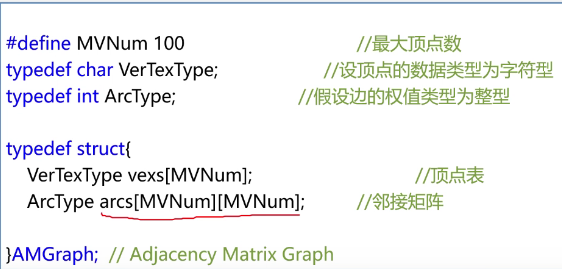 #define MVNum 100 //最大顶点数
typedef char VerTexType; //设顶点的数据类型为字符型
typedef int ArcType; //假设边的权值类型为整型
typedef struct{
VerTexType vexs[MVNum]; //顶点表
ArcType arcs[MVNum][MVNum]; //邻接矩阵
}AMGraph; // Adjacency Matrix Graph